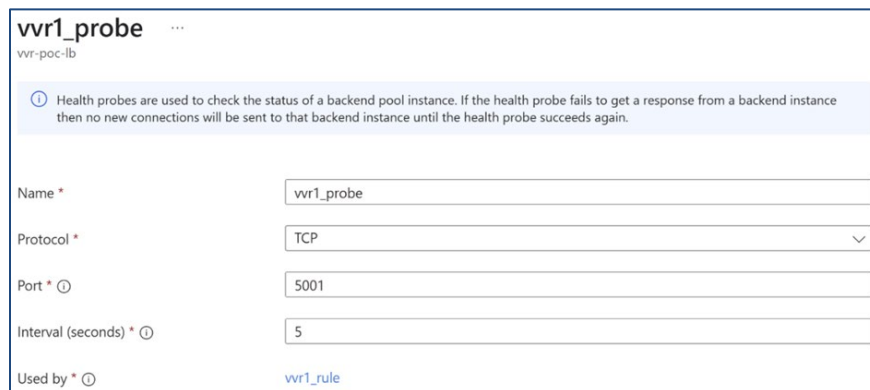 vvr1_probe ...
vvr-poc-lb
Health probes are used to check the status of a backend pool instance. If the health probe fails to get a response from a backend instance
then no new connections will be sent to that backend instance until the health probe succeeds again.
Name * vvr1_probe
Protocol * TCP
Port * 5001
Interval (seconds) * 5
Used by * vvr1_rule